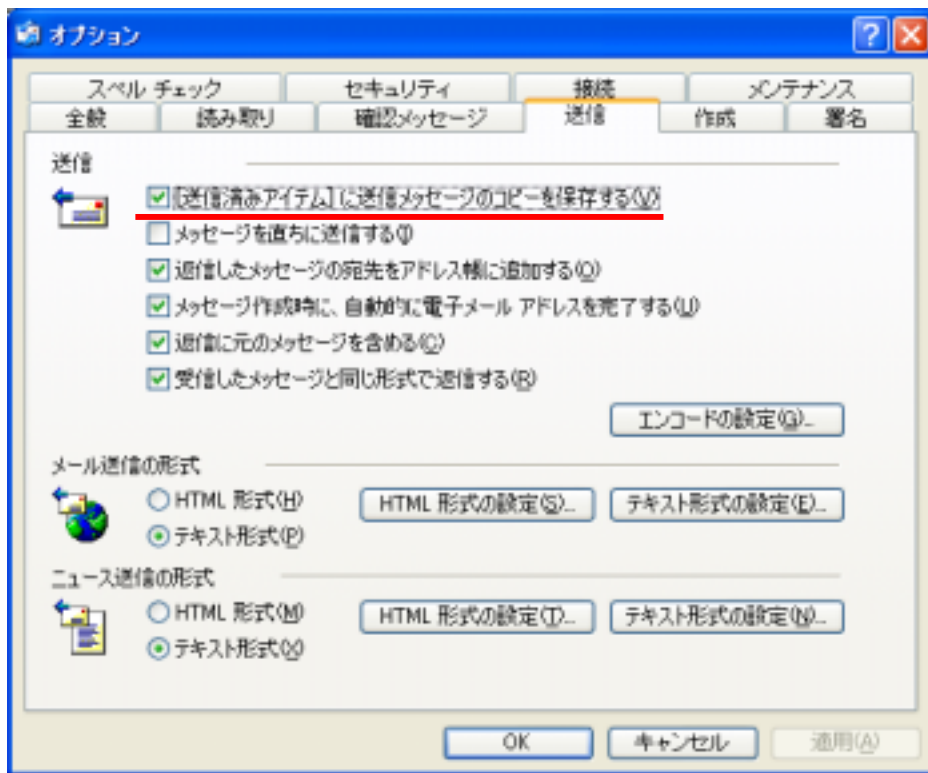 オプション
スペル チェック セキュリティ 接続 メンテナンス
全般 読み取り 確認メッセージ 送信 作成 署名
送信
[送信済みアイテム] に送信メッセージのコピーを保存する(V)
メッセージを直ちに送信する(I)
返信したメッセージの宛先をアドレス帳に追加する(O)
メッセージ作成時に、自動的に電子メール アドレスを完了する(U)
返信に元のメッセージを含める(C)
受信したメッセージと同じ形式で返信する(R)
エンコードの設定(G)...
メール送信の形式
HTML 形式(H) HTML 形式の設定(S)... テキスト形式の設定(E)...
テキスト形式(P)
ニュース送信の形式
HTML 形式(M) HTML 形式の設定(T)... テキスト形式の設定(N)...
テキスト形式(X)
OK キャンセル 適用(A)